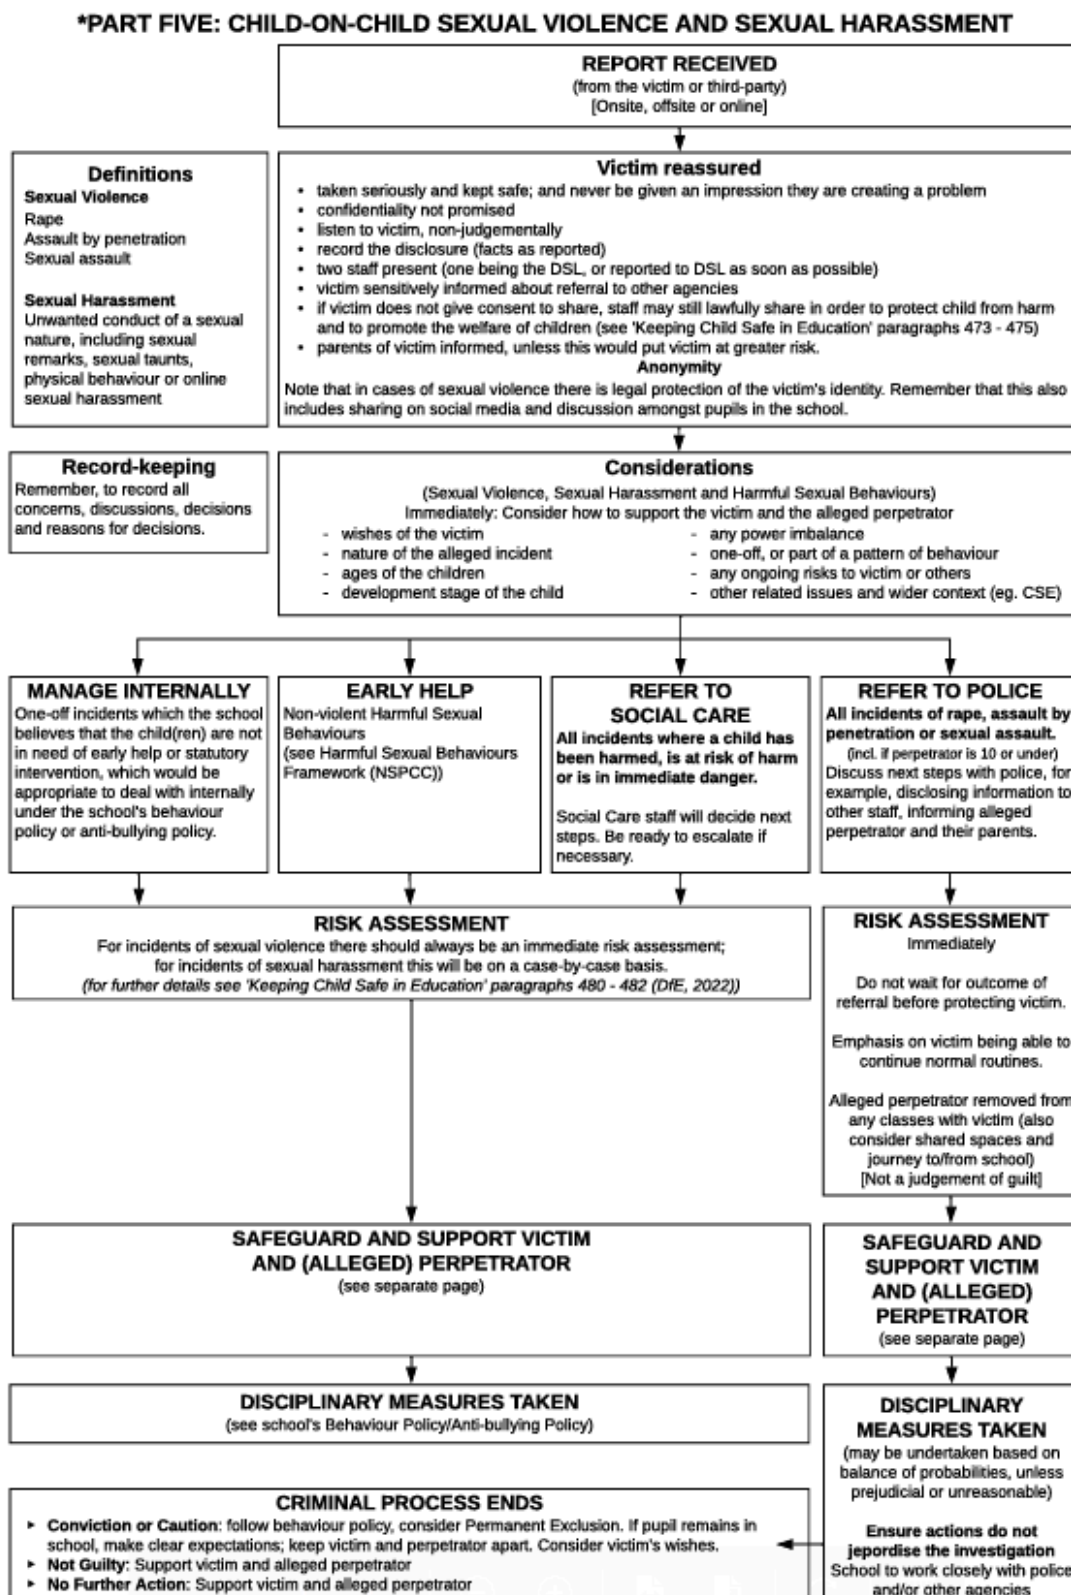 *PART FIVE: CHILD-ON-CHILD SEXUAL VIOLENCE AND SEXUAL HARASSMENT
REPORT RECEIVED
(from the victim or third-party)
[Onsite, offsite or online]
Definitions
Sexual Violence
Rape
Assault by penetration
Sexual assault
Sexual Harassment
Unwanted conduct of a sexual
nature, including sexual
remarks, sexual taunts,
physical behaviour or online
sexual harassment
Victim reassured
• taken seriously and kept safe; and never be given an impression they are creating a problem
• confidentiality not promised
• listen to victim, non-judgementally
• record the disclosure (facts as reported)
• two staff present (one being the DSL, or reported to DSL as soon as possible)
• victim sensitively informed about referral to other agencies
• if victim does not give consent to share, staff may still lawfully share in order to protect child from harm
and to promote the welfare of children (see 'Keeping Child Safe in Education' paragraphs 473 - 475)
• parents of victim informed, unless this would put victim at greater risk.
Anonymity
Note that in cases of sexual violence there is legal protection of the victim's identity. Remember that this also
includes sharing on social media and discussion amongst pupils in the school.
Record-keeping
Remember, to record all
concerns, discussions, decisions
and reasons for decisions.
Considerations
(Sexual Violence, Sexual Harassment and Harmful Sexual Behaviours)
Immediately: Consider how to support the victim and the alleged perpetrator
- wishes of the victim
- nature of the alleged incident
- ages of the children
- development stage of the child
- any power imbalance
- one-off, or part of a pattern of behaviour
- any ongoing risks to victim or others
- other related issues and wider context (eg. CSE)
MANAGE INTERNALLY
One-off incidents which the school
believes that the child(ren) are not
in need of early help or statutory
intervention, which would be
appropriate to deal with internally
under the school's behaviour
policy or anti-bullying policy.
EARLY HELP
Non-violent Harmful Sexual
Behaviours
(see Harmful Sexual Behaviours
Framework (NSPCC))
REFER TO
SOCIAL CARE
All incidents where a child has
been harmed, is at risk of harm
or is in immediate danger.
Social Care staff will decide next
steps. Be ready to escalate if
necessary.
REFER TO POLICE
All incidents of rape, assault by
penetration or sexual assault.
(incl. if perpetrator is 10 or under)
Discuss next steps with police, for
example, disclosing information to
other staff, informing alleged
perpetrator and their parents.
RISK ASSESSMENT
For incidents of sexual violence there should always be an immediate risk assessment;
for incidents of sexual harassment this will be on a case-by-case basis.
(for further details see 'Keeping Child Safe in Education' paragraphs 480 - 482 (DfE, 2022))
RISK ASSESSMENT
Immediately
Do not wait for outcome of
referral before protecting victim.
Emphasis on victim being able to
continue normal routines.
Alleged perpetrator removed from
any classes with victim (also
consider shared spaces and
journey to/from school)
[Not a judgement of guilt]
SAFEGUARD AND SUPPORT VICTIM
AND (ALLEGED) PERPETRATOR
(see separate page)
SAFEGUARD AND
SUPPORT VICTIM
AND (ALLEGED)
PERPETRATOR
(see separate page)
DISCIPLINARY MEASURES TAKEN
(see school's Behaviour Policy/Anti-bullying Policy)
DISCIPLINARY
MEASURES TAKEN
(may be undertaken based on
balance of probabilities, unless
prejudicial or unreasonable)
Ensure actions do not
jepordise the investigation
School to work closely with police
and/or other agencies
CRIMINAL PROCESS ENDS
▸ Conviction or Caution: follow behaviour policy, consider Permanent Exclusion. If pupil remains in
school, make clear expectations; keep victim and perpetrator apart. Consider victim's wishes.
▸ Not Guilty: Support victim and alleged perpetrator
▸ No Further Action: Support victim and alleged perpetrator